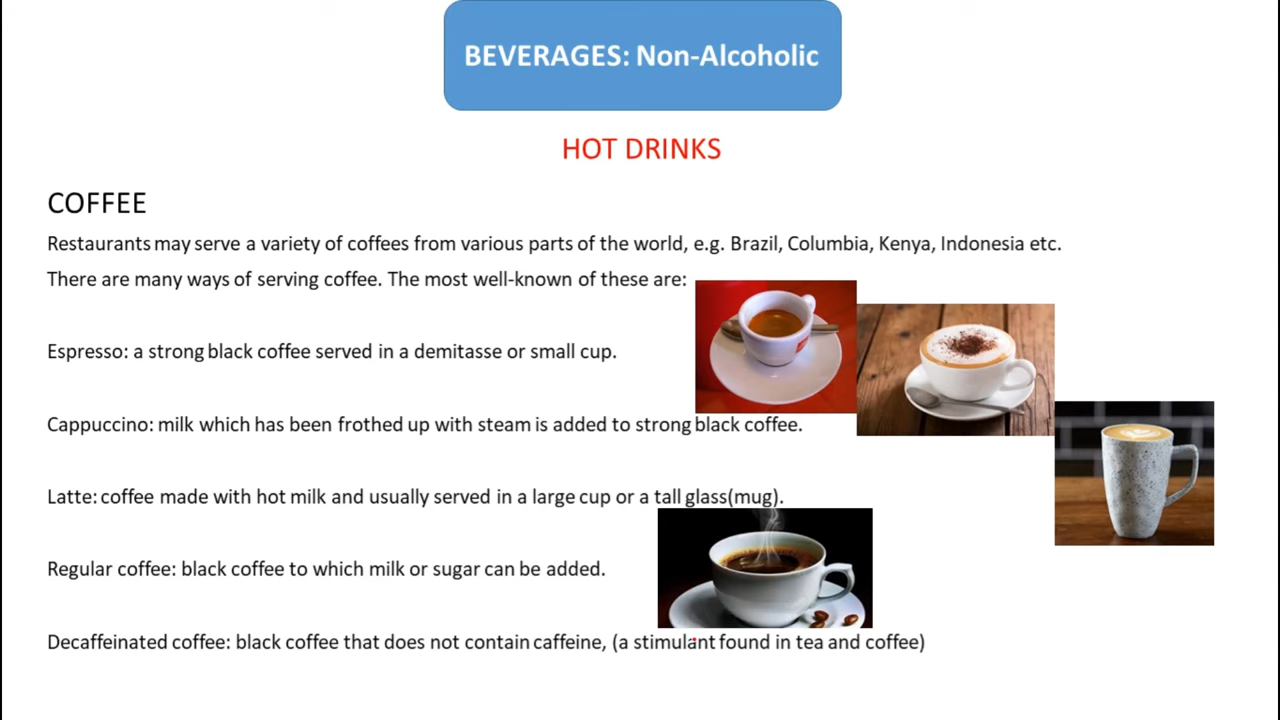 BEVERAGES: Non-Alcoholic
HOT DRINKS
COFFEE
Restaurants may serve a variety of coffees from various parts of the world, e.g. Brazil, Columbia, Kenya, Indonesia etc.
There are many ways of serving coffee. The most well-known of these are:
Espresso: a strong black coffee served in a demitasse or small cup.
Cappuccino: milk which has been frothed up with steam is added to strong black coffee.
Latte: coffee made with hot milk and usually served in a large cup or a tall glass(mug).
Regular coffee: black coffee to which milk or sugar can be added.
Decaffeinated coffee: black coffee that does not contain caffeine, (a stimulant found in tea and coffee)